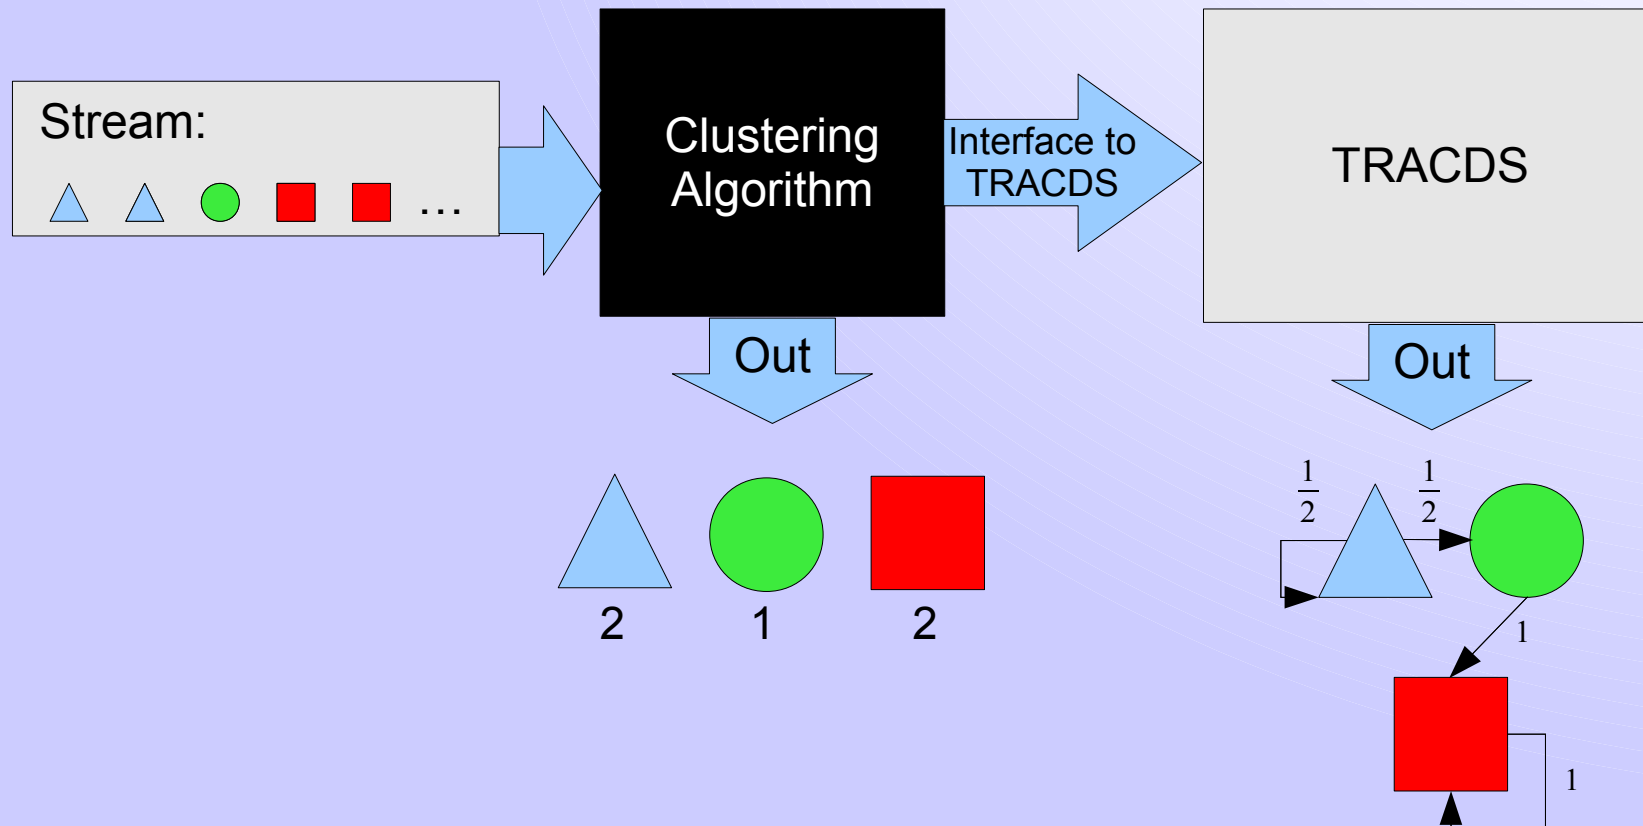 Stream:
...
Clustering
Algorithm
Interface to
TRACDS
TRACDS
Out
Out
2 1 2
1/2 1/2
1
1